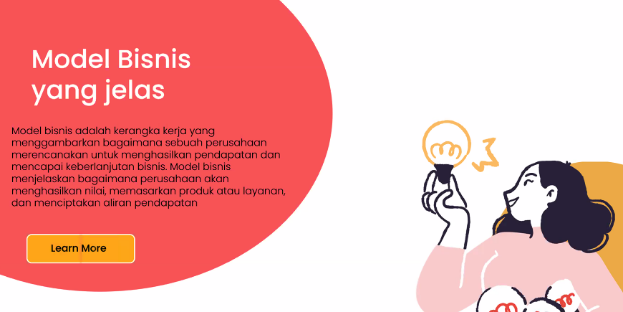 Model Bisnis
yang jelas
Model bisnis adalah kerangka kerja yang
menggambarkan bagaimana sebuah perusahaan
merencanakan untuk menghasilkan pendapatan dan
mencapai keberlanjutan bisnis. Model bisnis
menjelaskan bagaimana perusahaan akan
menghasilkan nilai, memasarkan produk atau layanan,
dan menciptakan aliran pendapatan
Learn More